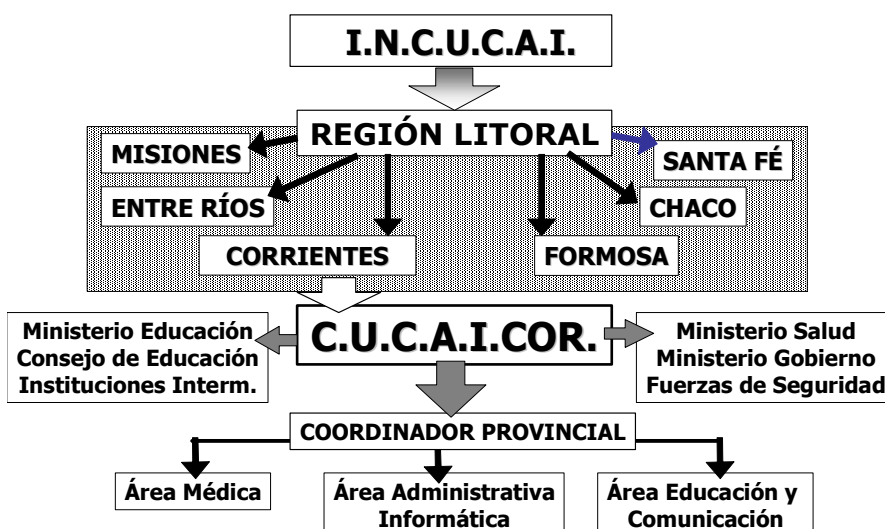 I.N.C.U.C.A.I.
REGIÓN LITORAL
MISIONES
SANTA FÉ
ENTRE RÍOS
CHACO
CORRIENTES
FORMOSA
Ministerio Educación
Consejo de Educación
Instituciones Interm.
C.U.C.A.I.COR.
Ministerio Salud
Ministerio Gobierno
Fuerzas de Seguridad
COORDINADOR PROVINCIAL
Área Médica
Área Administrativa
Informática
Área Educación y
Comunicación